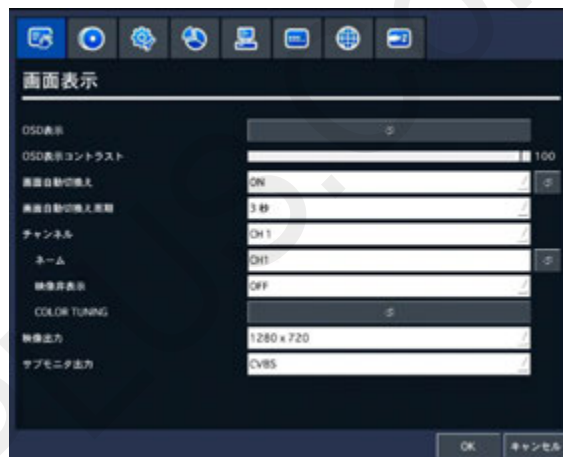 画面表示
OSD表示
OSD表示コントラスト 100
画面自動切換え ON
画面自動切換え周期 3 秒
チャンネル CH 1
ネーム CH1
映像非表示 OFF
COLOR TUNING
映像出力 1280 x 720
サブモニタ出力 CVBS
OK キャンセル